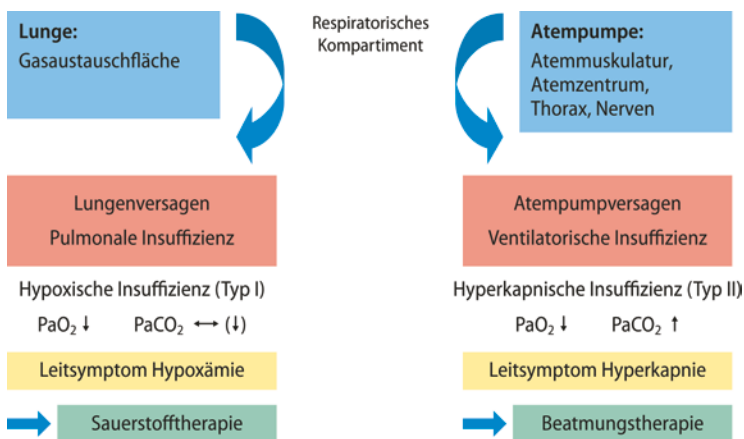 Lunge:
Gasaustauschfläche
Respiratorisches
Kompartiment
Atempumpe:
Atemmuskulatur,
Atemzentrum,
Thorax, Nerven
Lungenversagen
Pulmonale Insuffizienz
Atempumpversagen
Ventilatorische Insuffizienz
Hypoxische Insuffizienz (Typ I)
PaO₂ ↓ PaCO₂ ↔ (↓)
Hyperkapnische Insuffizienz (Typ II)
PaO₂ ↓ PaCO₂ ↑
Leitsymptom Hypoxämie
Leitsymptom Hyperkapnie
Sauerstofftherapie
Beatmungstherapie